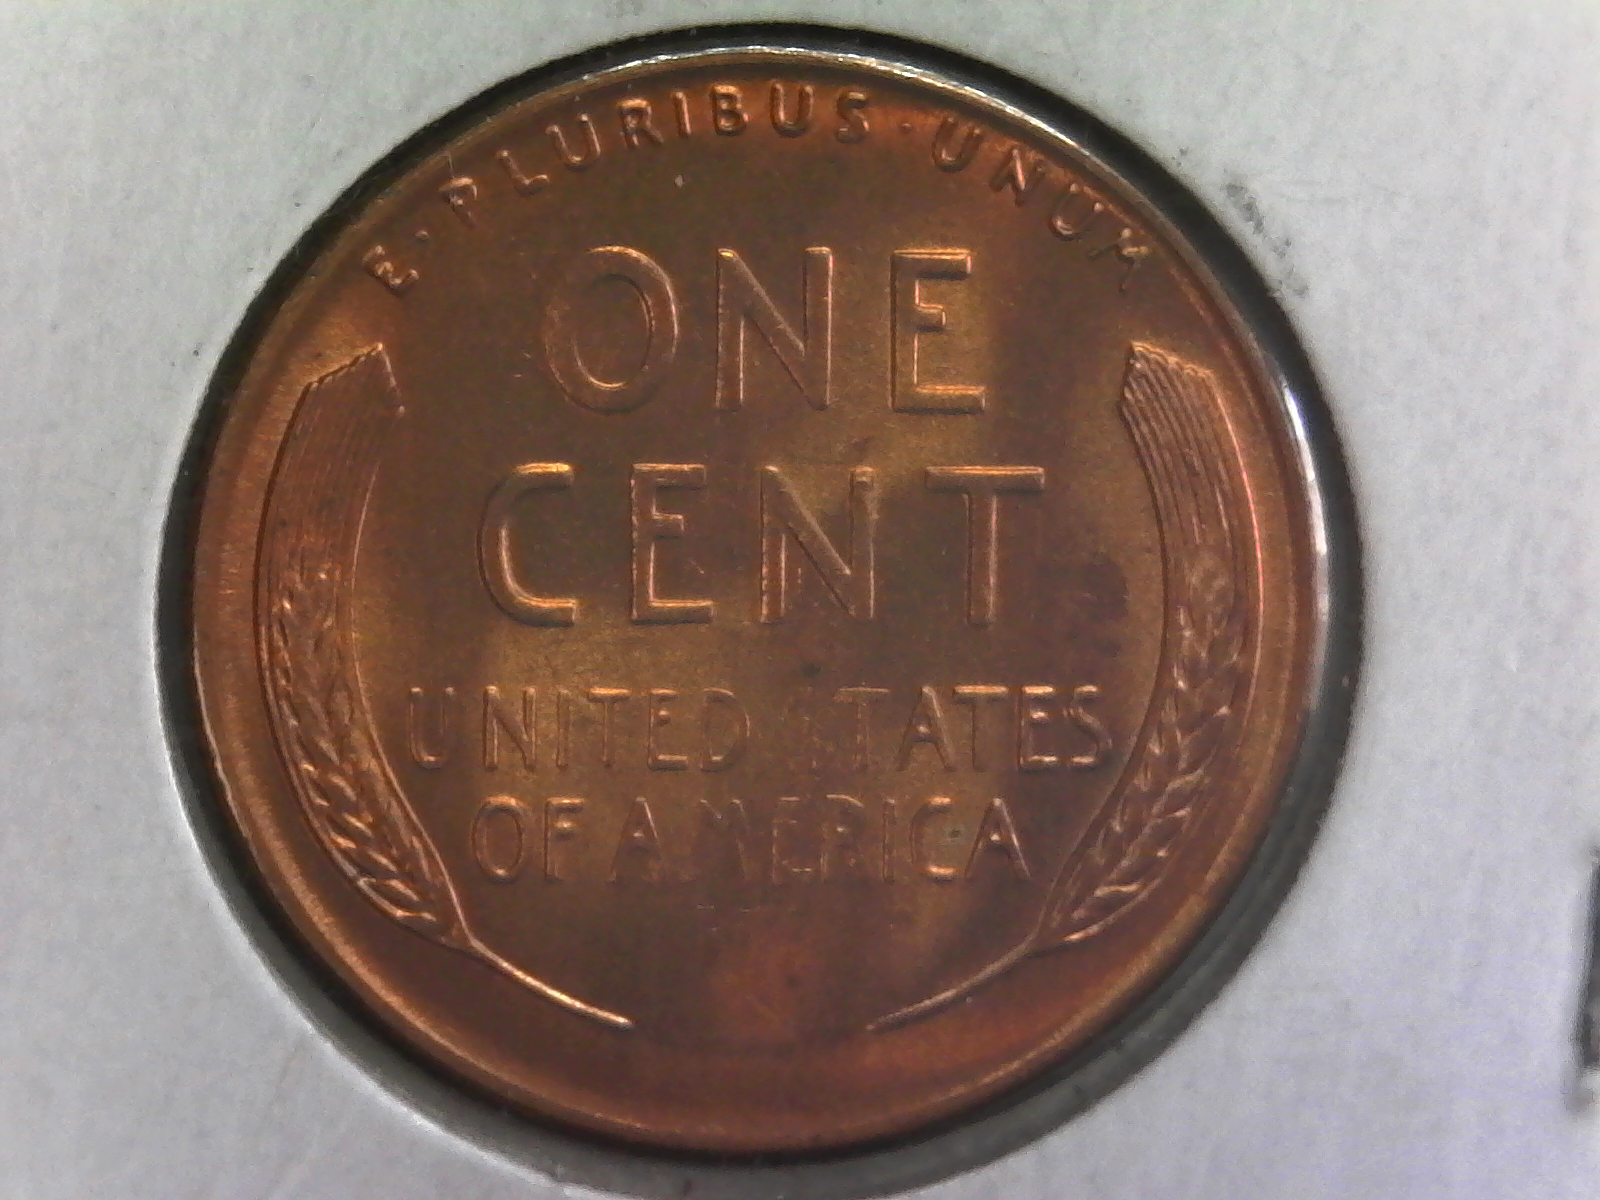 E · PLURIBUS · UNUM
ONE
CENT
UNITED STATES
OF AMERICA